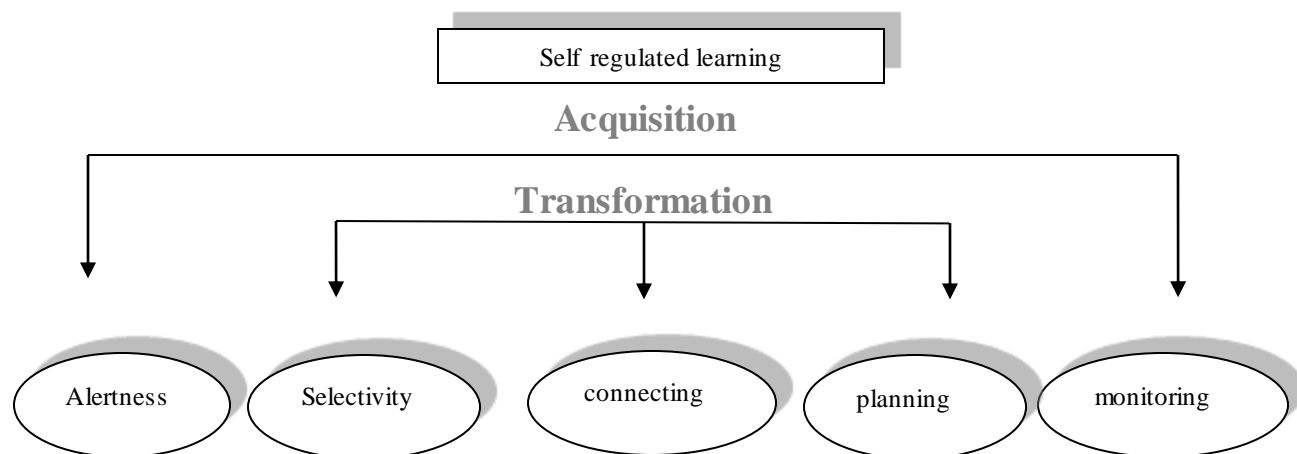 Self regulated learning
Acquisition
Transformation
Alertness
Selectivity
connecting
planning
monitoring